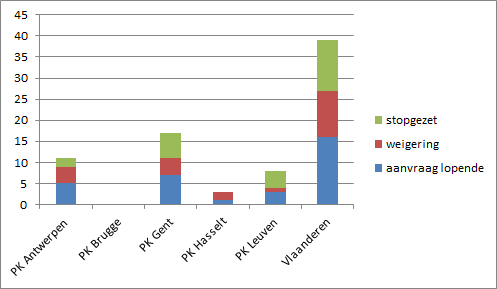 45
40
35
30
25
20
15
10
5
0
PK Antwerpen
PK Brugge
PK Gent
PK Hasselt
PK Leuven
Vlaanderen
stopgezet
weigering
aanvraag lopende